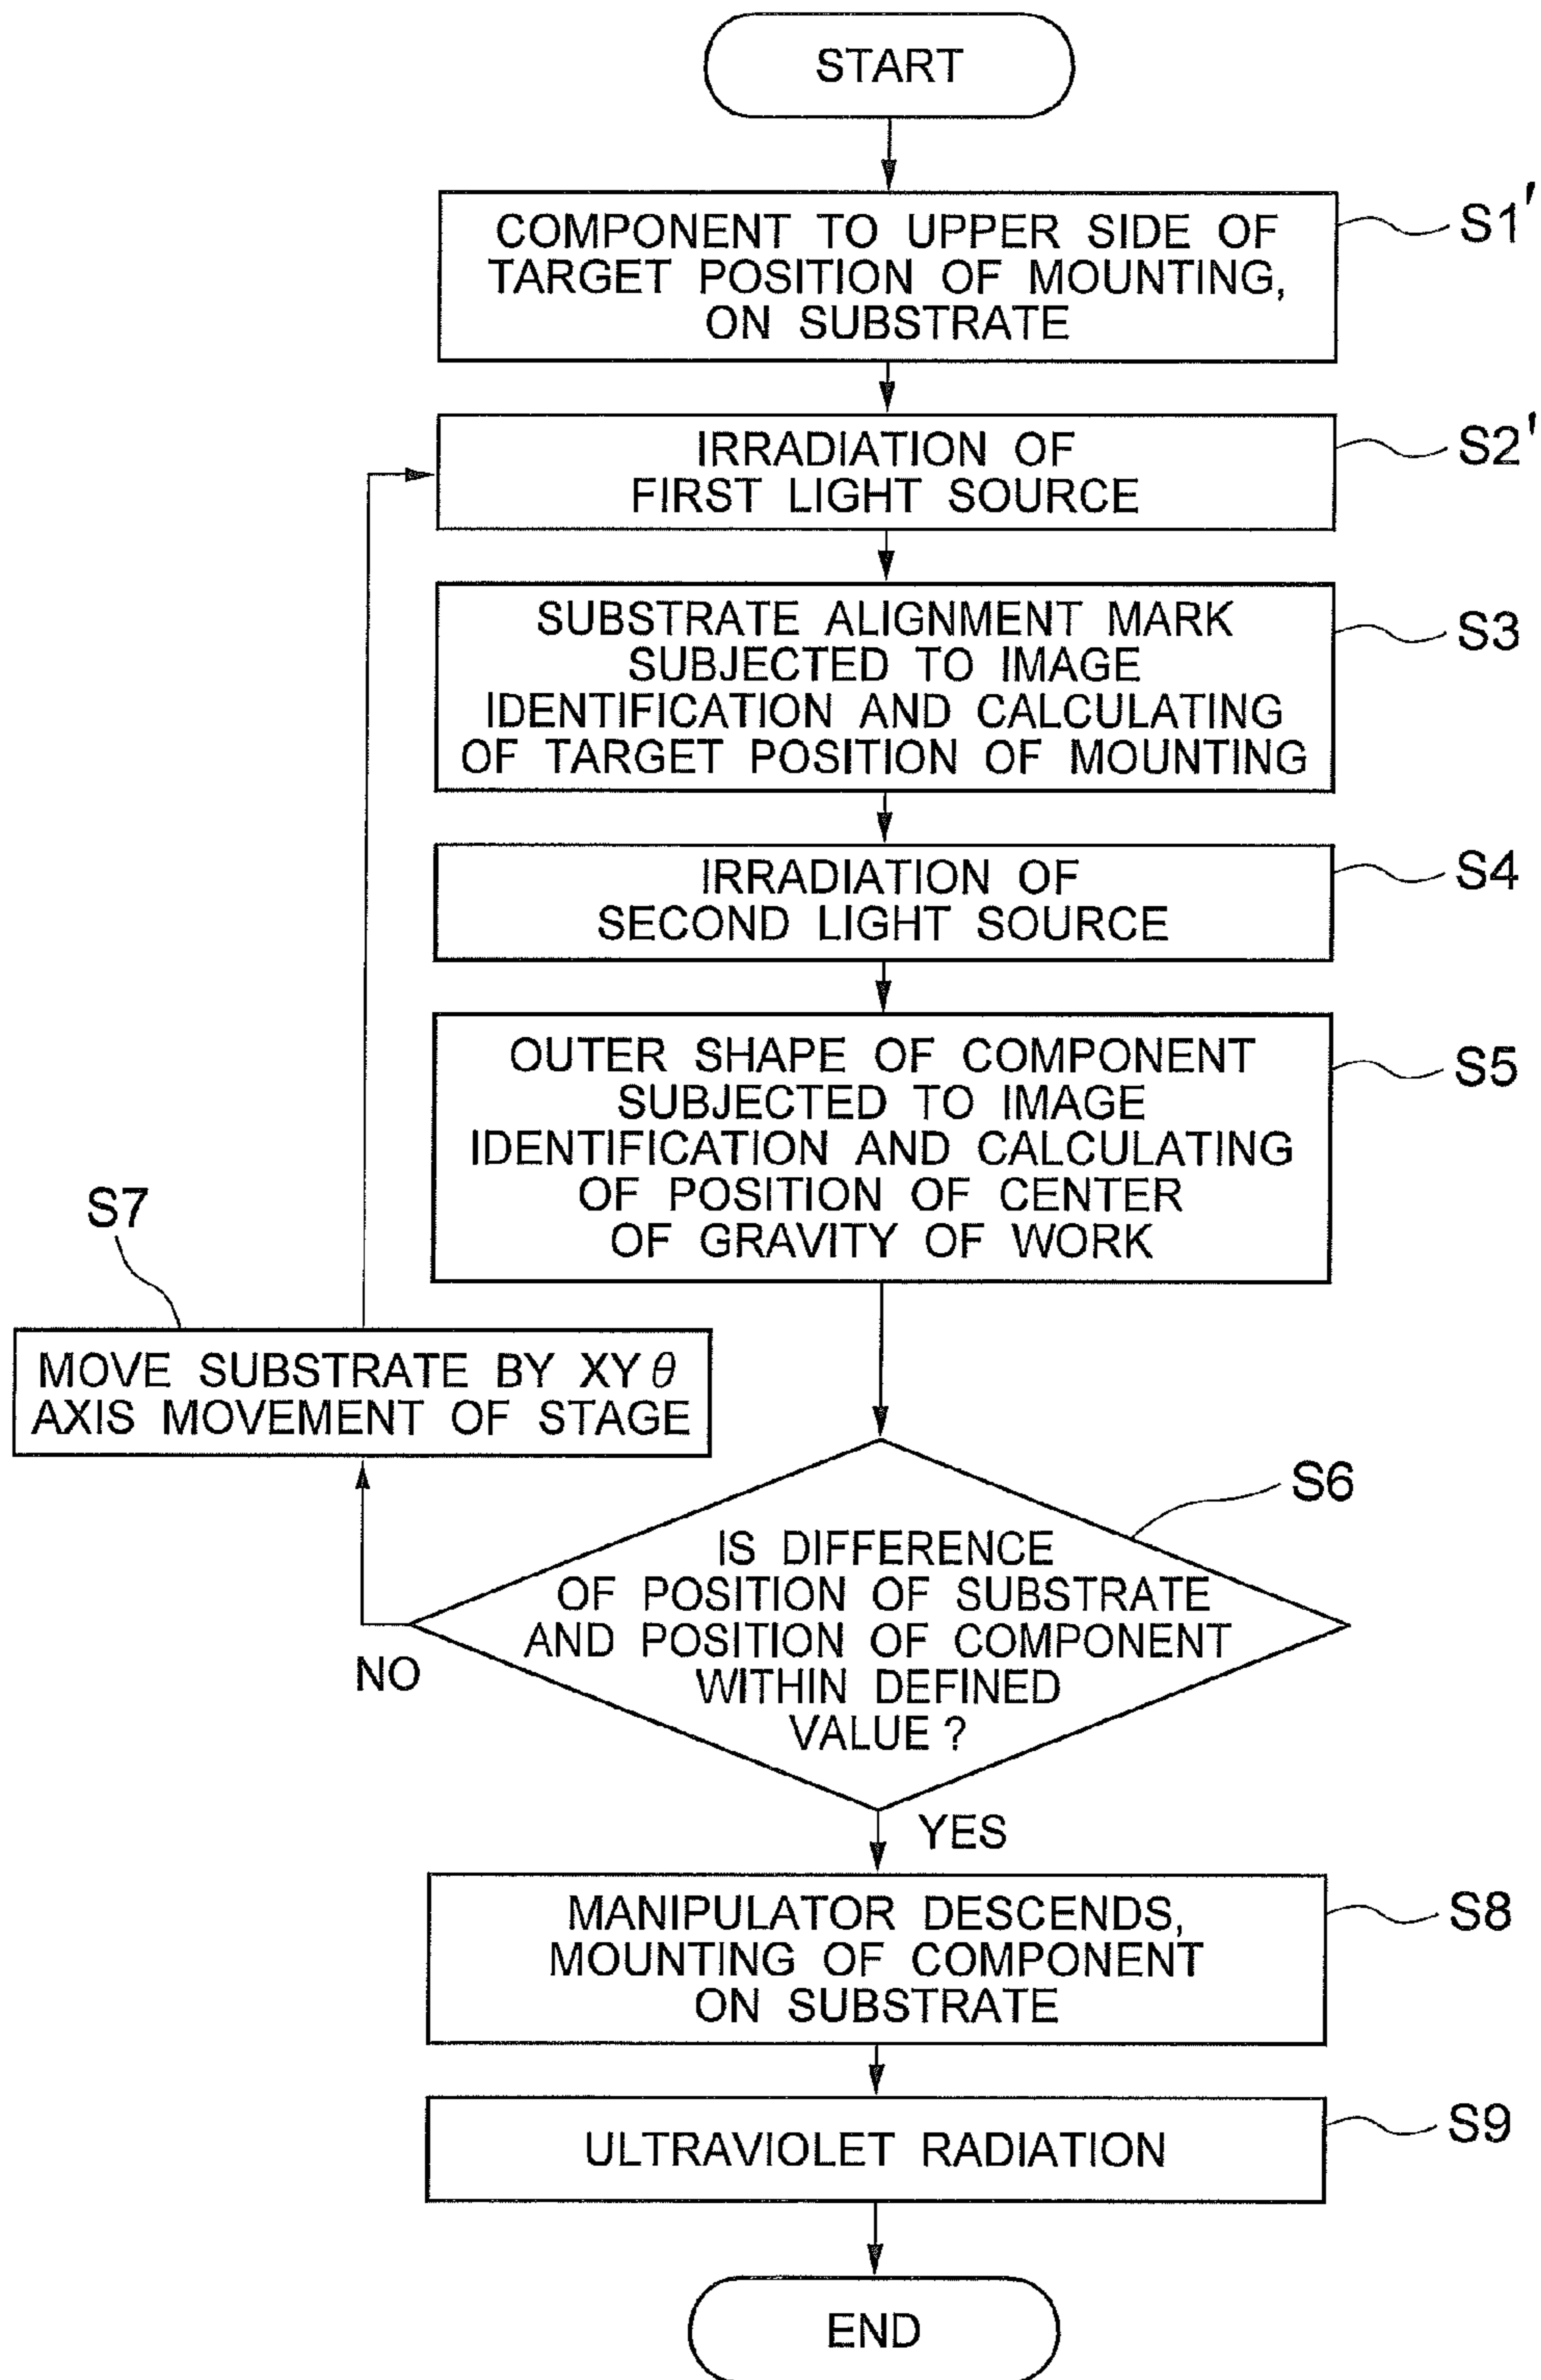 START
COMPONENT TO UPPER SIDE OF
TARGET POSITION OF MOUNTING,
ON SUBSTRATE
S1′
IRRADIATION OF
FIRST LIGHT SOURCE
S2′
SUBSTRATE ALIGNMENT MARK
SUBJECTED TO IMAGE
IDENTIFICATION AND CALCULATING
OF TARGET POSITION OF MOUNTING
S3
IRRADIATION OF
SECOND LIGHT SOURCE
S4
OUTER SHAPE OF COMPONENT
SUBJECTED TO IMAGE
IDENTIFICATION AND CALCULATING
OF POSITION OF CENTER
OF GRAVITY OF WORK
S5
S7
MOVE SUBSTRATE BY XYθ
AXIS MOVEMENT OF STAGE
S6
IS DIFFERENCE
OF POSITION OF SUBSTRATE
AND POSITION OF COMPONENT
WITHIN DEFINED
VALUE ?
NO
YES
MANIPULATOR DESCENDS,
MOUNTING OF COMPONENT
ON SUBSTRATE
S8
ULTRAVIOLET RADIATION
S9
END